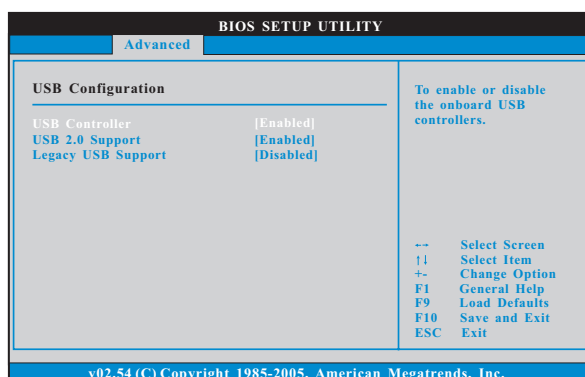 BIOS SETUP UTILITY
Advanced
USB Configuration
USB Controller [Enabled]
USB 2.0 Support [Enabled]
Legacy USB Support [Disabled]
To enable or disable
the onboard USB
controllers.
←→ Select Screen
↑↓ Select Item
+- Change Option
F1 General Help
F9 Load Defaults
F10 Save and Exit
ESC Exit
v02.54 (C) Copyright 1985-2005, American Megatrends, Inc.